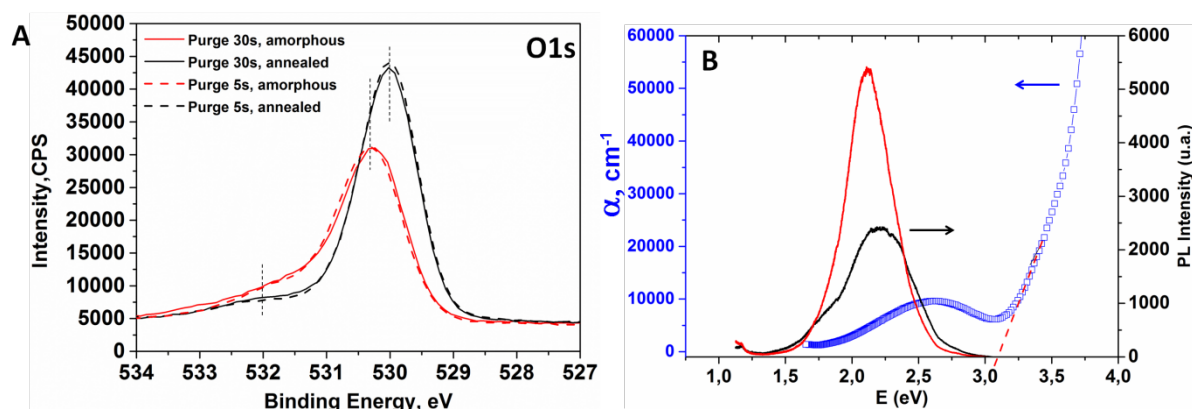 A
O1s
Purge 30s, amorphous
Purge 30s, annealed
Purge 5s, amorphous
Purge 5s, annealed
50000
45000
40000
35000
30000
25000
20000
15000
10000
5000
0
Intensity,CPS
534 533 532 531 530 529 528 527
Binding Energy, eV
B
60000
50000
40000
30000
20000
10000
0
α, cm-1
6000
5000
4000
3000
2000
1000
0
PL Intensity (u.a.)
1,0 1,5 2,0 2,5 3,0 3,5 4,0
E (eV)